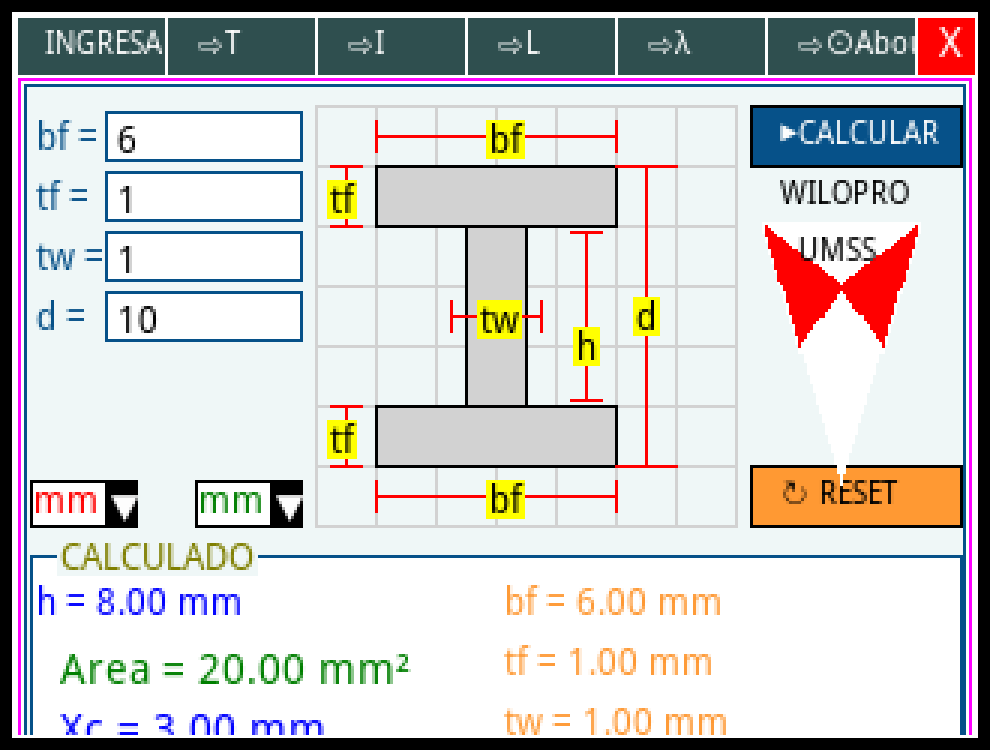 INGRESA ⇨T ⇨I ⇨L ⇨λ ⇨⊙Abor X
bf = 6
tf = 1
tw = 1
d = 10
bf
tf
tw
h
d
tf
bf
►CALCULAR
WILOPRO
UMSS
mm ▼ mm ▼
↻ RESET
CALCULADO
h = 8.00 mm
Area = 20.00 mm²
Xc = 3.00 mm
bf = 6.00 mm
tf = 1.00 mm
tw = 1.00 mm